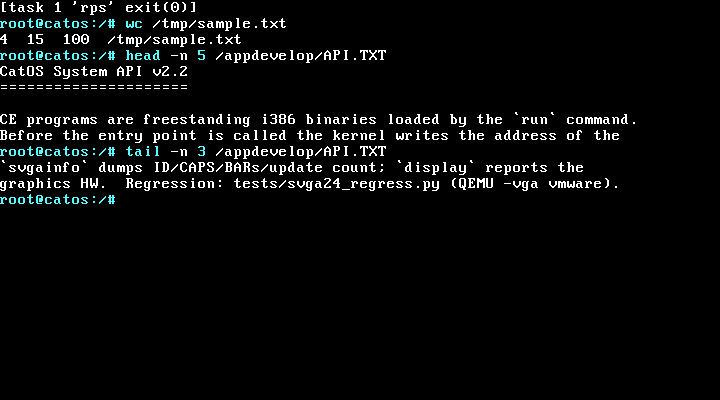 [task 1 'rps' exit(0)]
root@catos:/# wc /tmp/sample.txt
4  15  100  /tmp/sample.txt
root@catos:/# head -n 5 /appdevelop/API.TXT
CatOS System API v2.2
=====================

CE programs are freestanding i386 binaries loaded by the `run` command.
Before the entry point is called the kernel writes the address of the
root@catos:/# tail -n 3 /appdevelop/API.TXT
`svgainfo` dumps ID/CAPS/BARs/update count; `display` reports the
graphics HW.  Regression: tests/svga24_regress.py (QEMU -vga vmware).
root@catos:/#